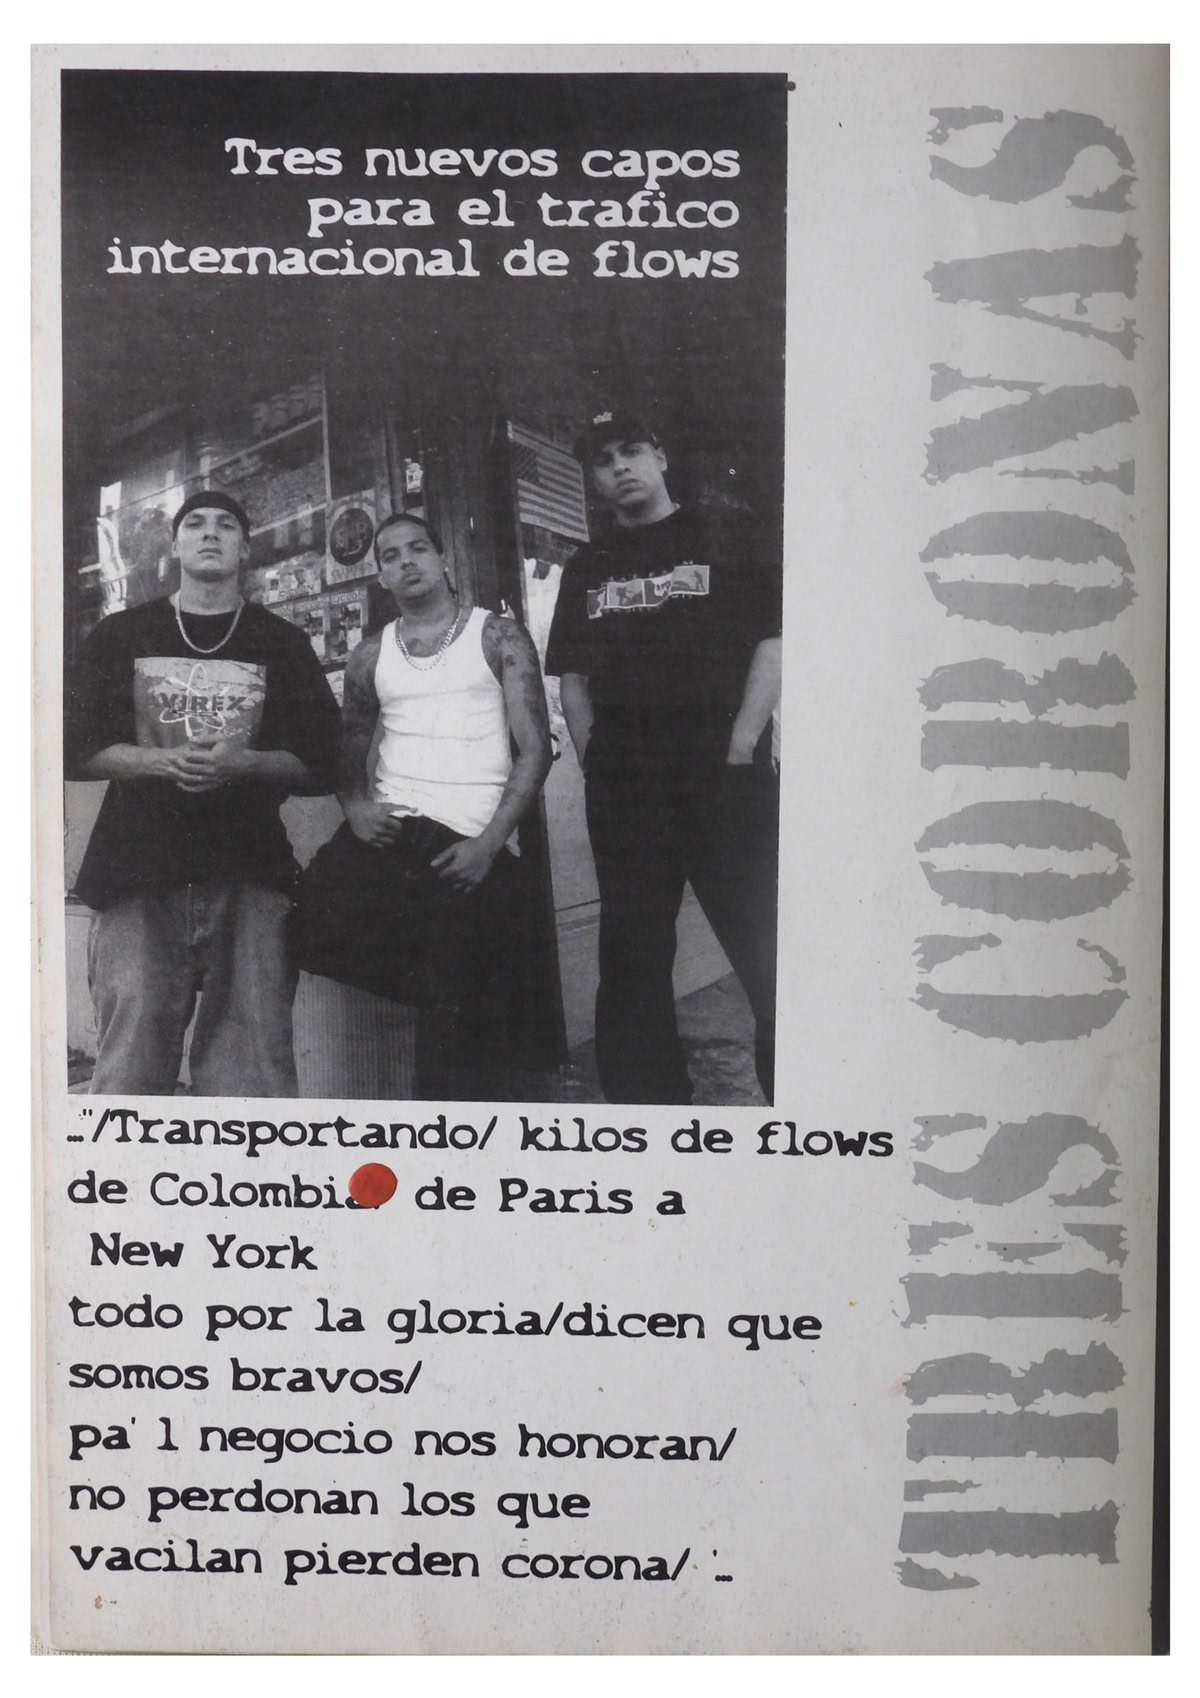 Tres nuevos capos
para el trafico
internacional de flows
VIREX
..."/Transportando/ kilos de flows
de Colombia de Paris a
New York
todo por la gloria/dicen que
somos bravos/
pa' l negocio nos honoran/
no perdonan los que
vacilan pierden corona/ '...
TRES CORONAS